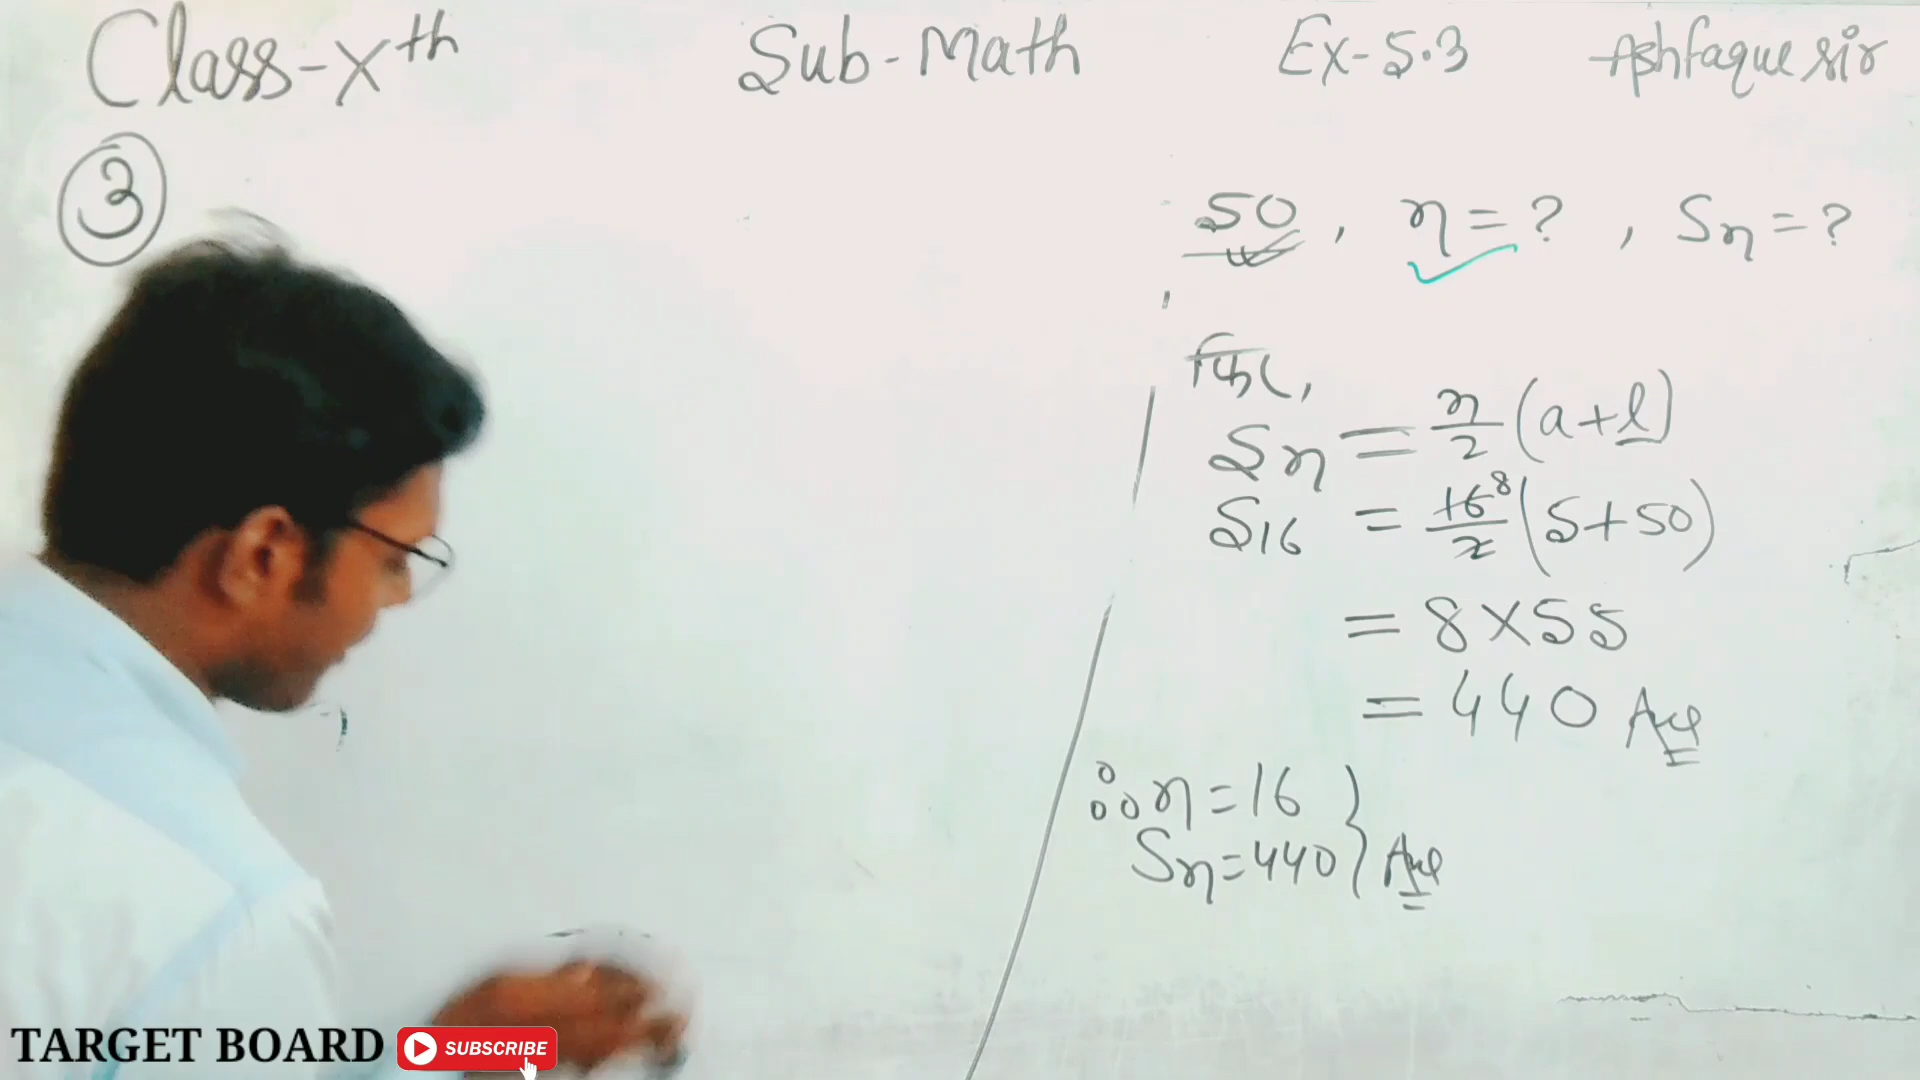 Class-Xth Sub-Math Ex-5.3 Ashfaque sir
3
50, n=?, Sn=?
फिर,
Sn = n/2 (a+l)
S16 = 16/2 8 (5+50)
= 8×55
= 440 Ans
∴ n=16
Sn=440 } Ans
TARGET BOARD SUBSCRIBE